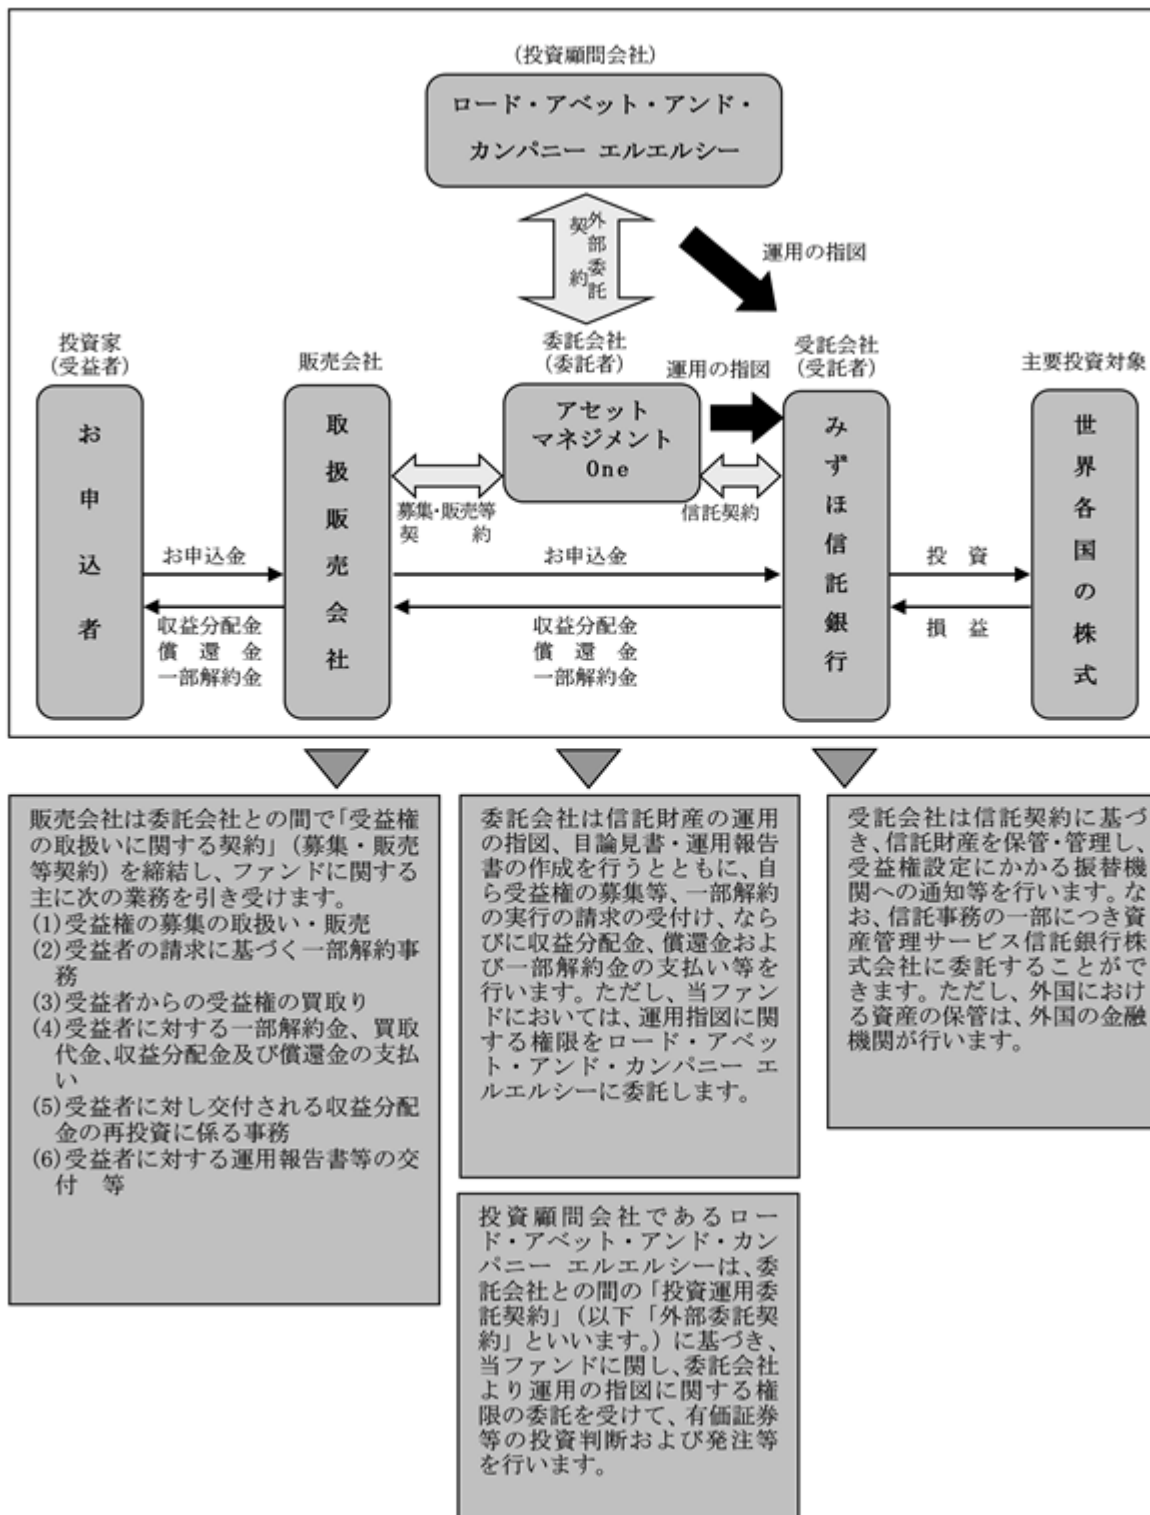 (投資顧問会社)
ロード・アベット・アンド・
カンパニー エルエルシー
外部委託
契約
運用の指図
投資家
(受益者)
販売会社
委託会社
(委託者)
運用の指図
受託会社
(受託者)
主要投資対象
お申込者
取扱販売会社
アセット
マネジメント
One
みずほ信託銀行
世界各国の株式
募集・販売等
契 約
信託契約
お申込金
お申込金
投 資
収益分配金
償 還 金
一部解約金
収益分配金
償 還 金
一部解約金
損 益
販売会社は委託会社との間で「受益権
の取扱いに関する契約」(募集・販売
等契約)を締結し、ファンドに関する
主に次の業務を引き受けます。
(1)受益権の募集の取扱い・販売
(2)受益者の請求に基づく一部解約事
務
(3)受益者からの受益権の買取り
(4)受益者に対する一部解約金、買取
代金、収益分配金及び償還金の支払
い
(5)受益者に対し交付される収益分配
金の再投資に係る事務
(6)受益者に対する運用報告書等の交
付 等
委託会社は信託財産の運用
の指図、目論見書・運用報告
書の作成を行うとともに、自
ら受益権の募集等、一部解約
の実行の請求の受付け、なら
びに収益分配金、償還金およ
び一部解約金の支払い等を
行います。ただし、当ファン
ドにおいては、運用指図に関
する権限をロード・アベッ
ト・アンド・カンパニー エ
ルエルシーに委託します。
受託会社は信託契約に基づ
き、信託財産を保管・管理し、
受益権設定にかかる振替機
関への通知等を行います。な
お、信託事務の一部につき資
産管理サービス信託銀行株
式会社に委託することがで
きます。ただし、外国におけ
る資産の保管は、外国の金融
機関が行います。
投資顧問会社であるロー
ド・アベット・アンド・カン
パニー エルエルシーは、委
託会社との間の「投資運用委
託契約」(以下「外部委託契
約」といいます。)に基づき、
当ファンドに関し、委託会社
より運用の指図に関する権
限の委託を受けて、有価証券
等の投資判断および発注等
を行います。